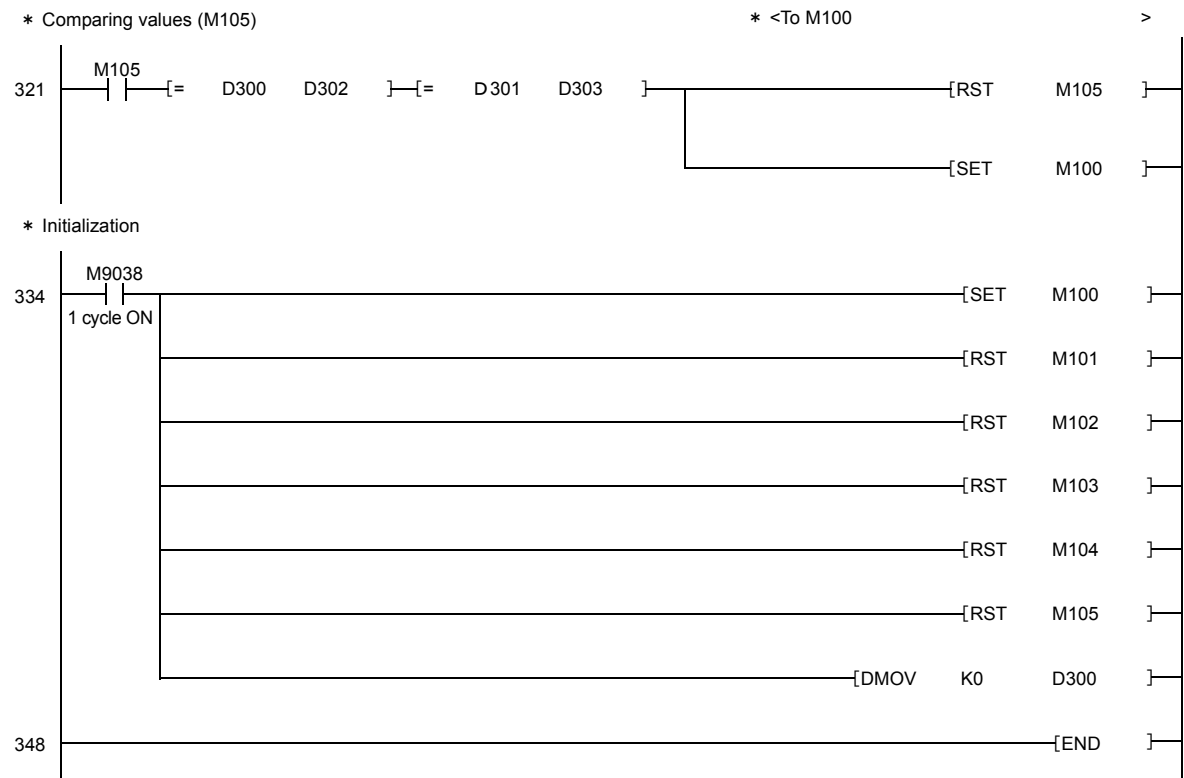 * Comparing values (M105) * <To M100 >
M105
321 [= D300 D302 ] [= D301 D303 ] [RST M105 ]
[SET M100 ]
* Initialization
M9038
334 [SET M100 ]
1 cycle ON
[RST M101 ]
[RST M102 ]
[RST M103 ]
[RST M104 ]
[RST M105 ]
[DMOV K0 D300 ]
348 [END ]